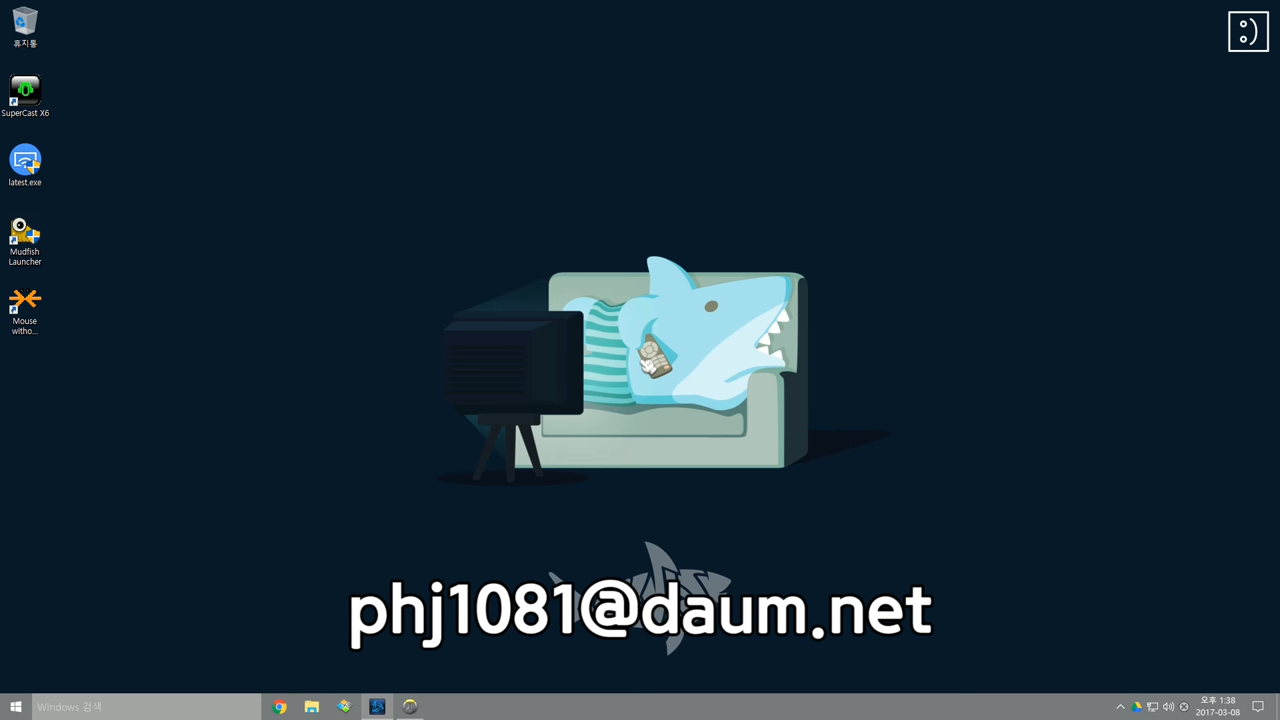 휴지통
:)
SuperCast X6
latest.exe
Mudfish
Launcher
Mouse
witho...
phj1081@daum.net
Windows 검색
오후 1:38
2017-03-08